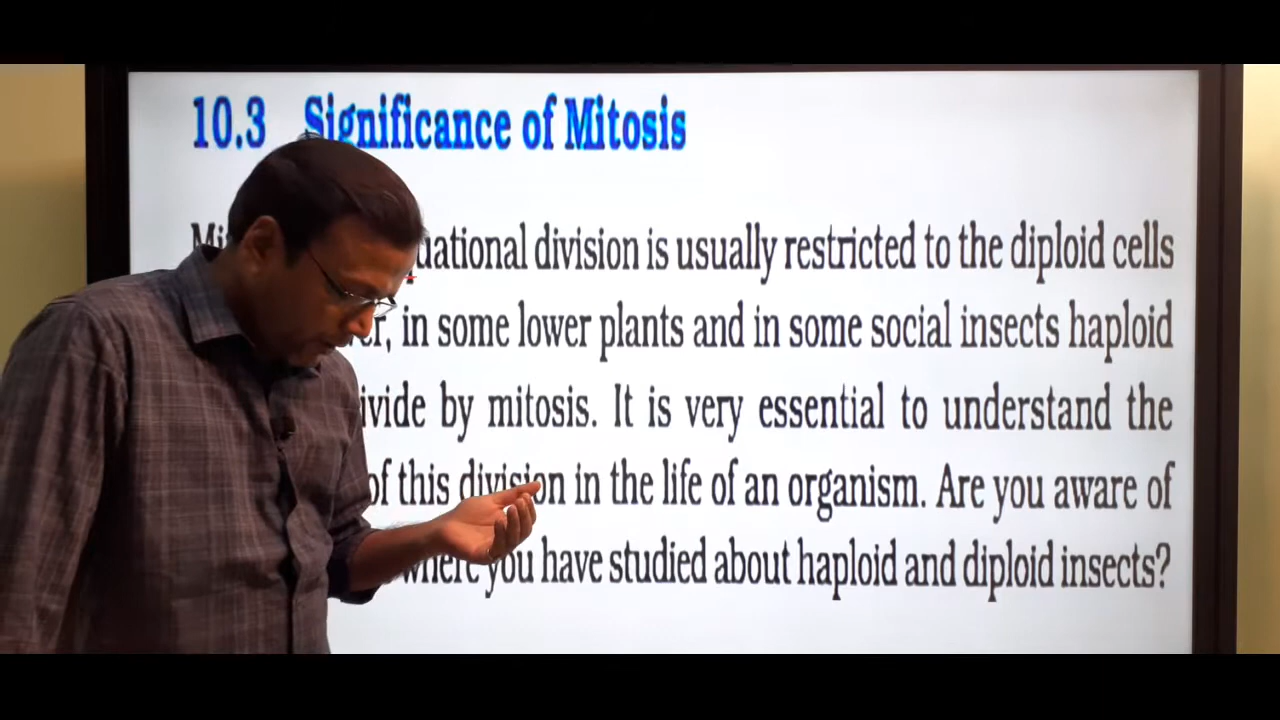 10.3 Significance of Mitosis
division is usually restricted to the diploid cells
in some lower plants and in some social insects haploid
by mitosis. It is very essential to understand the
of this division in the life of an organism. Are you aware of
where you have studied about haploid and diploid insects?